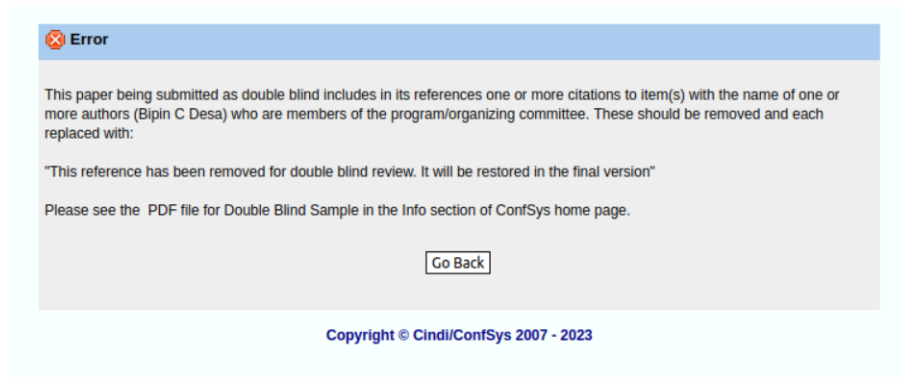 Error
This paper being submitted as double blind includes in its references one or more citations to item(s) with the name of one or
more authors (Bipin C Desa) who are members of the program/organizing committee. These should be removed and each
replaced with:
"This reference has been removed for double blind review. It will be restored in the final version"
Please see the  PDF file for Double Blind Sample in the Info section of ConfSys home page.
Go Back
Copyright © Cindi/ConfSys 2007 - 2023